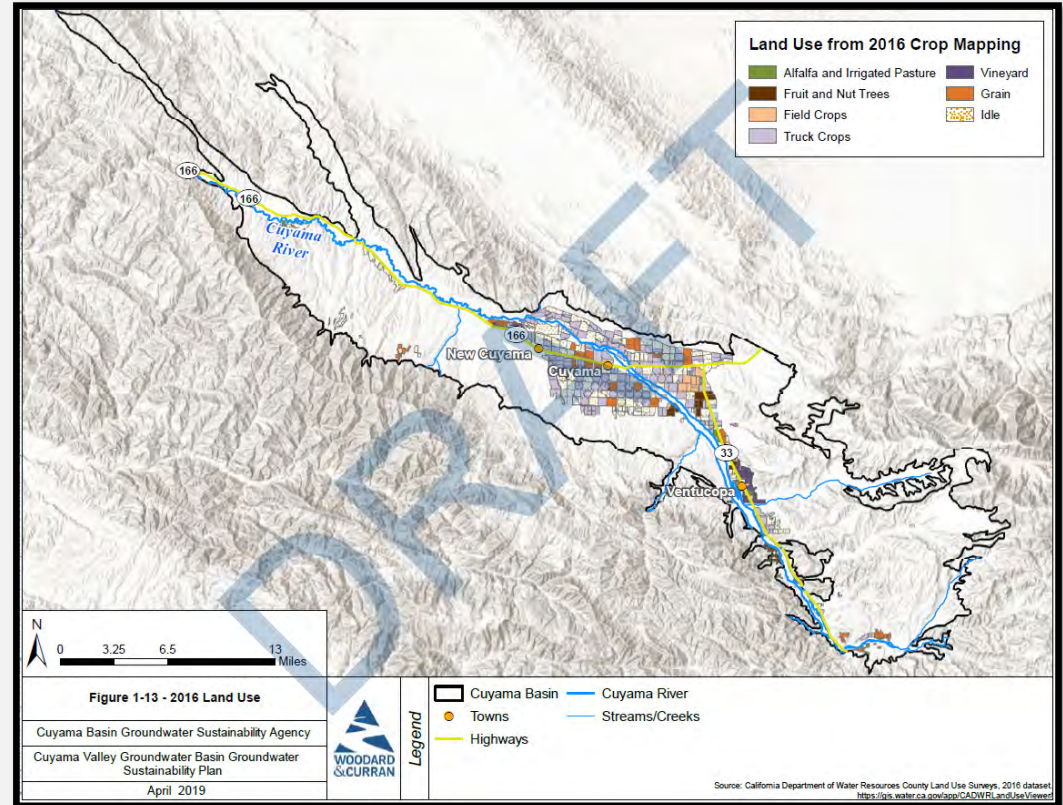 Land Use from 2016 Crop Mapping
Alfalfa and Irrigated Pasture
Vineyard
Fruit and Nut Trees
Grain
Field Crops
Idle
Truck Crops
166
166
Cuyama
River
166
New Cuyama
Cuyama
33
Ventucopa
DRAFT
N
0 3.25 6.5 13
Miles
Figure 1-13 - 2016 Land Use
Cuyama Basin Groundwater Sustainability Agency
Cuyama Valley Groundwater Basin Groundwater
Sustainability Plan
April 2019
WOODARD
&CURRAN
Legend
Cuyama Basin
Cuyama River
Towns
Streams/Creeks
Highways
Source: California Department of Water Resources County Land Use Surveys, 2016 dataset.
https://gis.water.ca.gov/app/CADWRLandUseViewer/